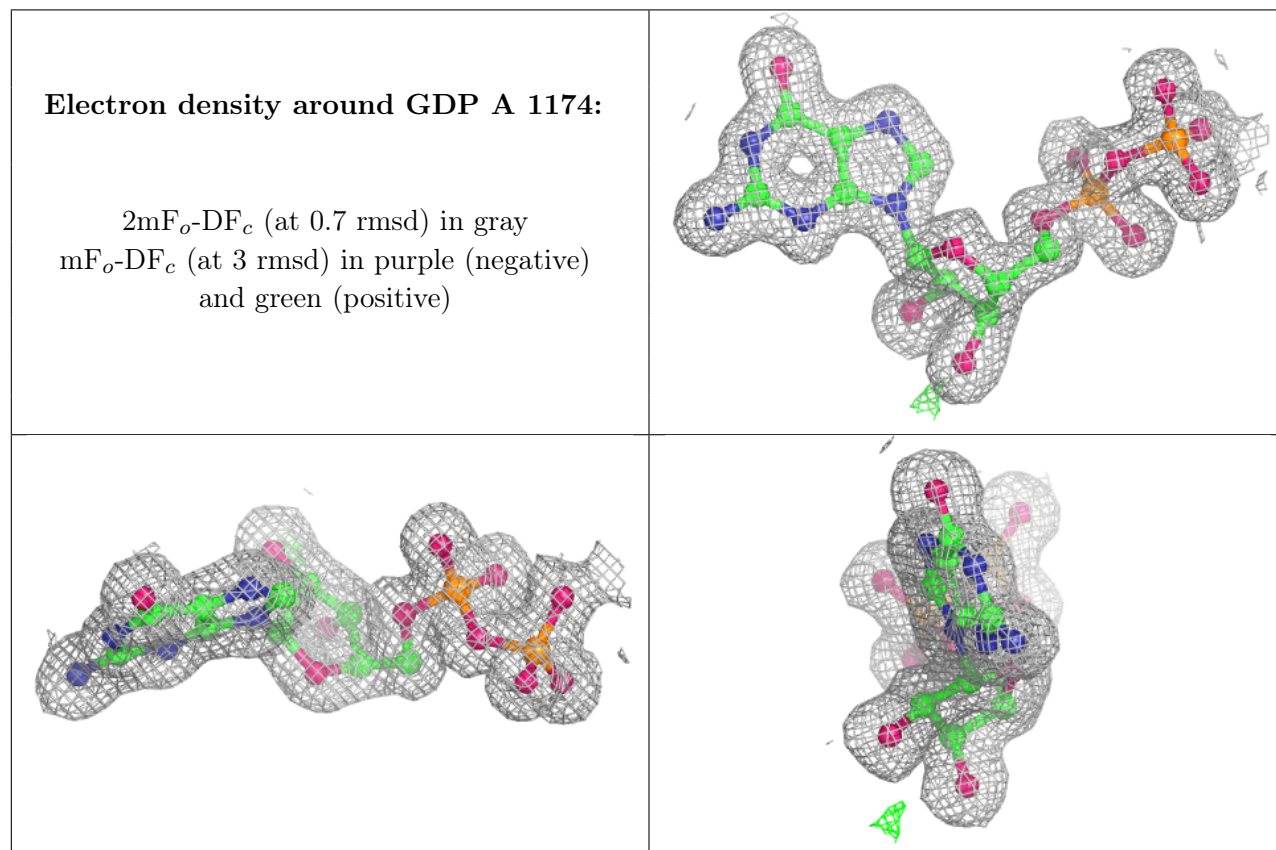 Electron density around GDP A 1174:
2mFo-DFc (at 0.7 rmsd) in gray
mFo-DFc (at 3 rmsd) in purple (negative)
and green (positive)